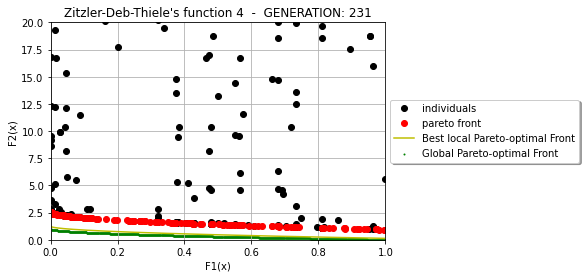 Zitzler-Deb-Thiele's function 4  -  GENERATION: 231
F2(x)
20.0
17.5
15.0
12.5
10.0
7.5
5.0
2.5
0.0
0.0 0.2 0.4 0.6 0.8 1.0
F1(x)
individuals
pareto front
Best local Pareto-optimal Front
Global Pareto-optimal Front